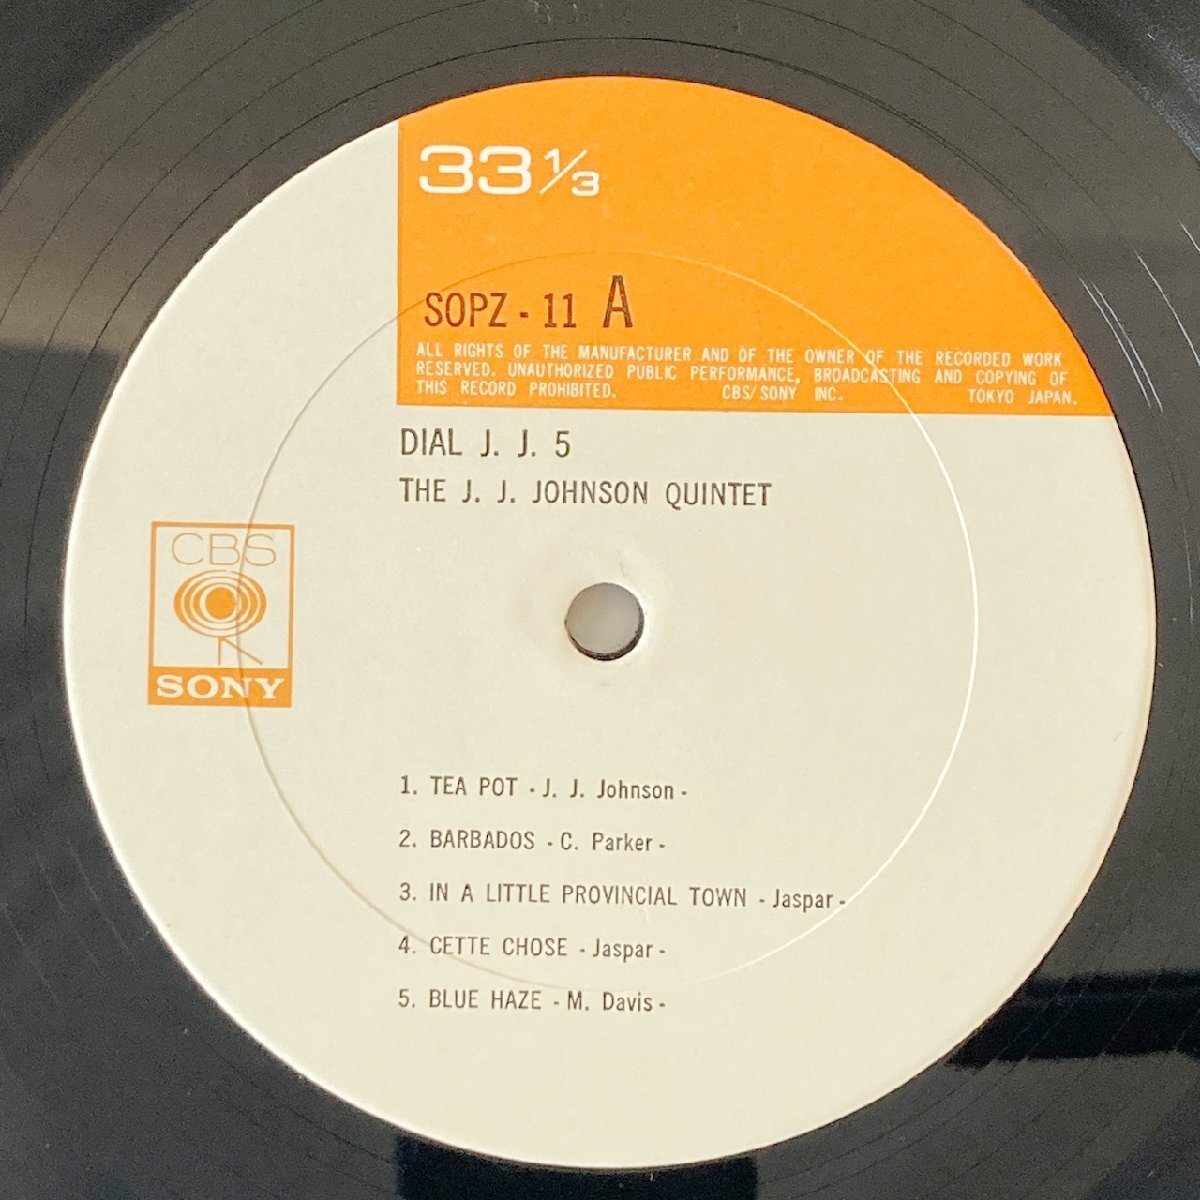 33 1/3
SOPZ - 11 A
ALL RIGHTS OF THE MANUFACTURER AND OF THE OWNER OF THE RECORDED WORK
RESERVED. UNAUTHORIZED PUBLIC PERFORMANCE, BROADCASTING AND COPYING OF
THIS RECORD PROHIBITED. CBS/SONY INC. TOKYO JAPAN.
DIAL J. J. 5
THE J. J. JOHNSON QUINTET
CBS
SONY
1. TEA POT - J. J. Johnson -
2. BARBADOS - C. Parker -
3. IN A LITTLE PROVINCIAL TOWN - Jaspar -
4. CETTE CHOSE - Jaspar -
5. BLUE HAZE - M. Davis -